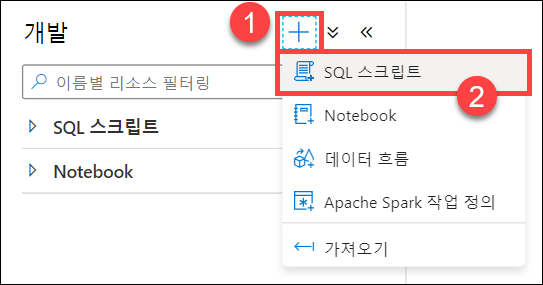 개발
1
이름별 리소스 필터링
SQL 스크립트
Notebook
SQL 스크립트
2
Notebook
데이터 흐름
Apache Spark 작업 정의
가져오기